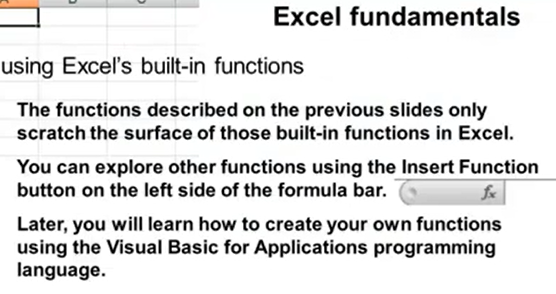 Excel fundamentals
using Excel's built-in functions
The functions described on the previous slides only
scratch the surface of those built-in functions in Excel.
You can explore other functions using the Insert Function
button on the left side of the formula bar.
fx
Later, you will learn how to create your own functions
using the Visual Basic for Applications programming
language.